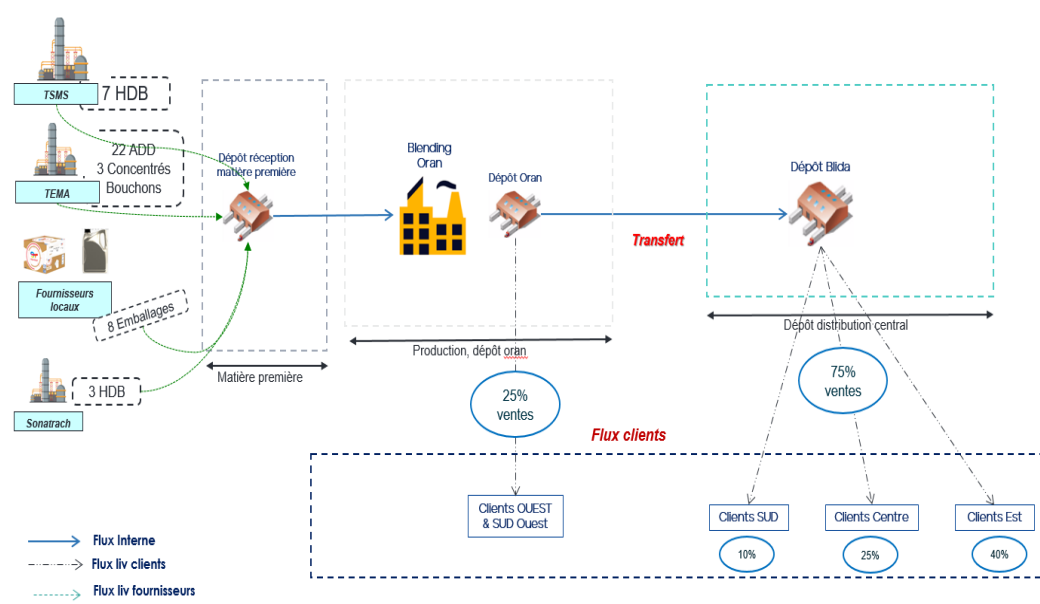 TSMS
7 HDB
22 ADD
3 Concentrés
Bouchons
TEMA
Fournisseurs
locaux
8 Emballages
3 HDB
Sonatrach
Dépôt réception
matière première
Matière première
Blending
Oran
Dépôt Oran
Production, dépôt oran
Transfert
Dépôt Blida
Dépôt distribution central
25%
ventes
75%
ventes
Flux clients
Clients OUEST
& SUD Ouest
Clients SUD
10%
Clients Centre
25%
Clients Est
40%
Flux Interne
Flux liv clients
Flux liv fournisseurs